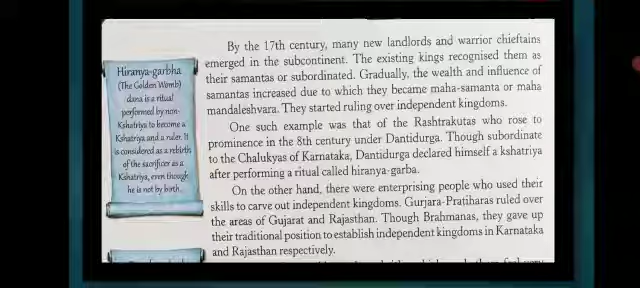 Hiranya-garbha
(The Golden Womb)
dana is a ritual
performed by non-
Kshatriya to become a
Kshatriya and a ruler. It
is considered as a rebirth
of the sacrificer as a
Kshatriya, even though
he is not by birth.
By the 17th century, many new landlords and warrior chieftains
emerged in the subcontinent. The existing kings recognised them as
their samantas or subordinated. Gradually, the wealth and influence of
samantas increased due to which they became maha-samanta or maha
mandaleshvara. They started ruling over independent kingdoms.
One such example was that of the Rashtrakutas who rose to
prominence in the 8th century under Dantidurga. Though subordinate
to the Chalukyas of Karnataka, Dantidurga declared himself a kshatriya
after performing a ritual called hiranya-garba.
On the other hand, there were enterprising people who used their
skills to carve out independent kingdoms. Gurjara-Pratiharas ruled over
the areas of Gujarat and Rajasthan. Though Brahmanas, they gave up
their traditional position to establish independent kingdoms in Karnataka
and Rajasthan respectively.